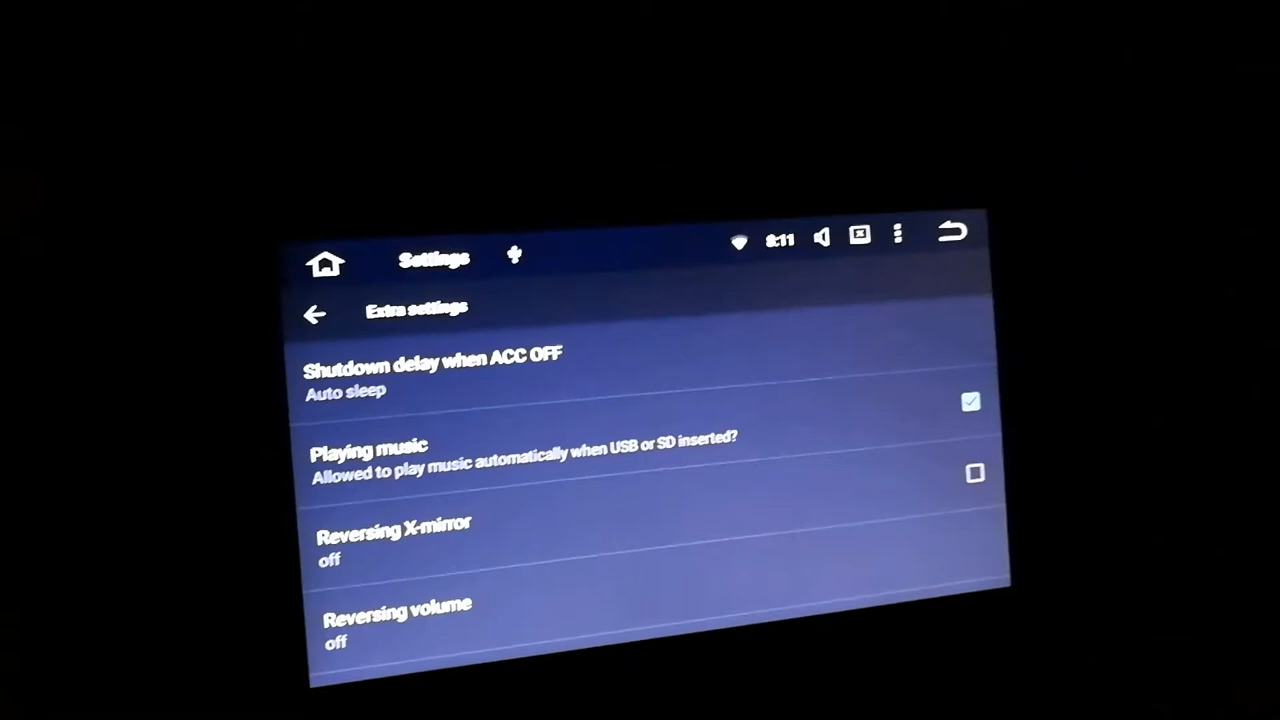 Settings
8:11
Extra settings
Shutdown delay when ACC OFF
Auto sleep
Playing music
Allowed to play music automatically when USB or SD inserted?
Reversing X-mirror
off
Reversing volume
off